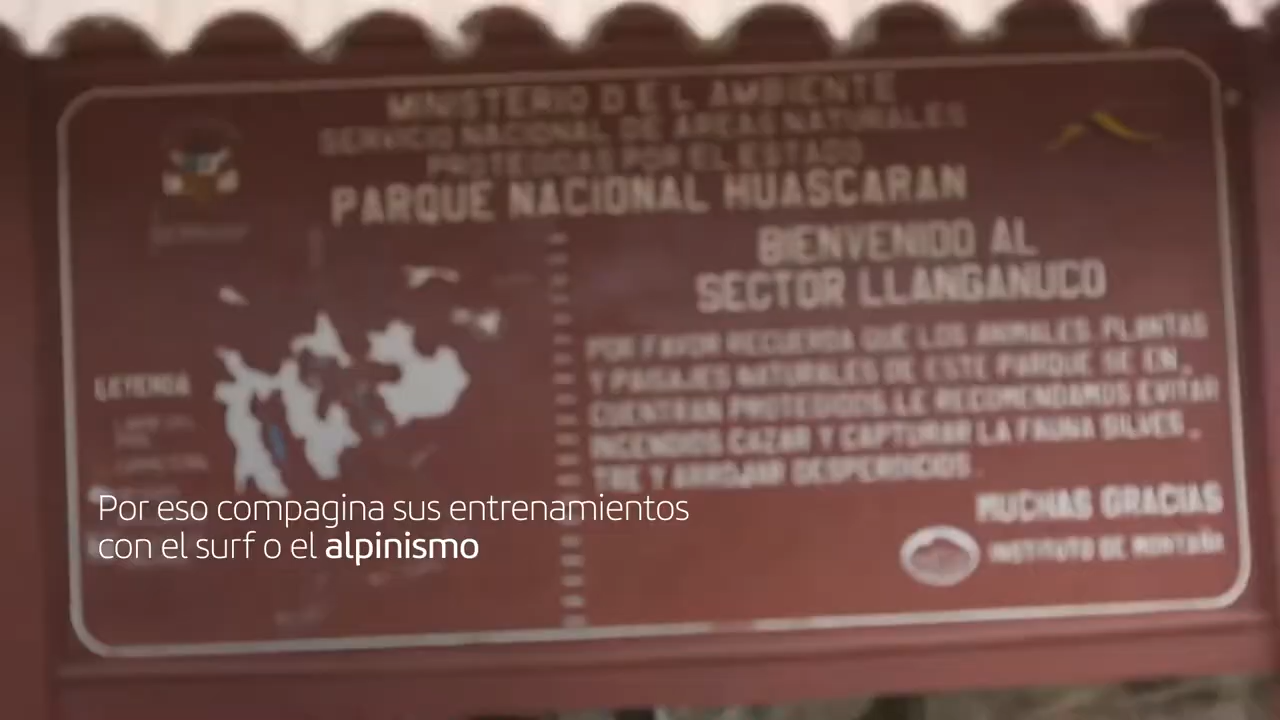 MINISTERIO DEL AMBIENTE
SERVICIO NACIONAL DE AREAS NATURALES
PROTEGIDAS POR EL ESTADO
PARQUE NACIONAL HUASCARAN
BIENVENIDO AL
SECTOR LLANGANUCO
POR FAVOR RECUERDA QUE LOS ANIMALES, PLANTAS
Y PAISAJES NATURALES DE ESTE PARQUE SE EN_
CUENTRAN PROTEGIDOS. LE RECOMENDAMOS EVITAR
INCENDIOS CAZAR Y CAPTURAR LA FAUNA SILVES_
TRE Y ARROJAR DESPERDICIOS.
MUCHAS GRACIAS
INSTITUTO DE MONTAÑA
LEYENDA
Por eso compagina sus entrenamientos
con el surf o el alpinismo